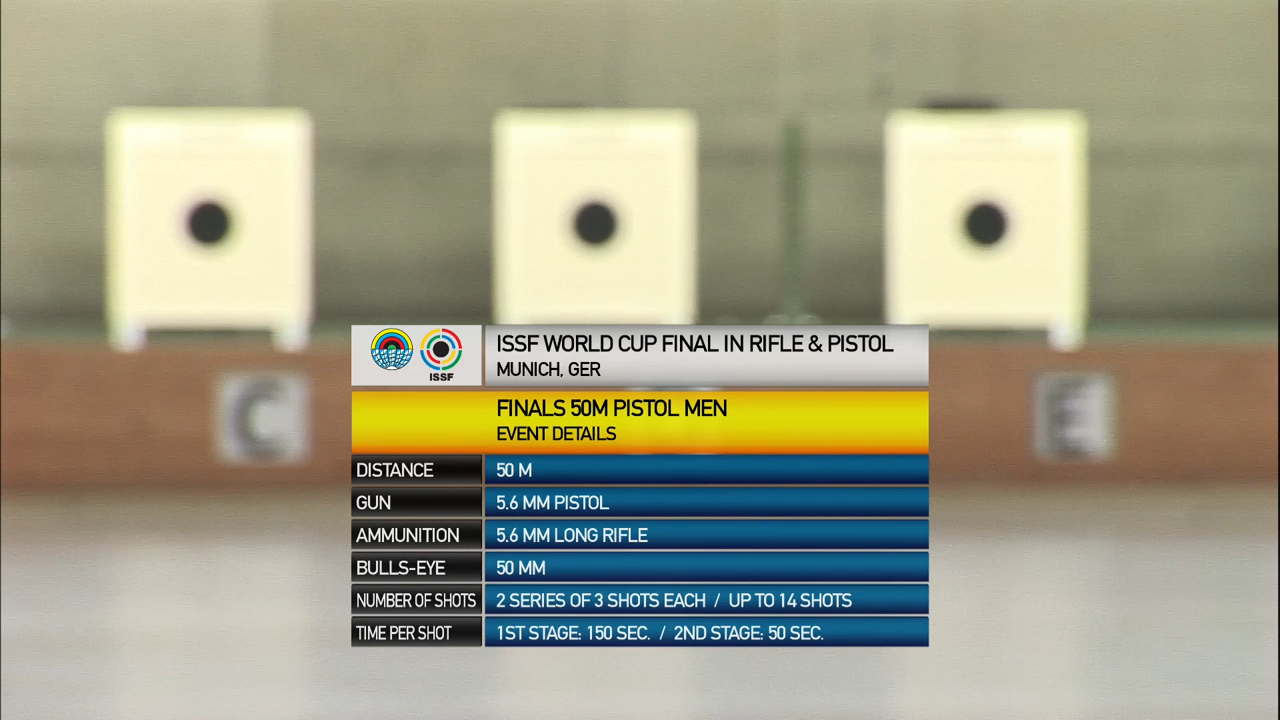 C
E
ISSF
ISSF WORLD CUP FINAL IN RIFLE & PISTOL
MUNICH, GER
FINALS 50M PISTOL MEN
EVENT DETAILS
DISTANCE 50 M
GUN 5.6 MM PISTOL
AMMUNITION 5.6 MM LONG RIFLE
BULLS-EYE 50 MM
NUMBER OF SHOTS 2 SERIES OF 3 SHOTS EACH / UP TO 14 SHOTS
TIME PER SHOT 1ST STAGE: 150 SEC. / 2ND STAGE: 50 SEC.